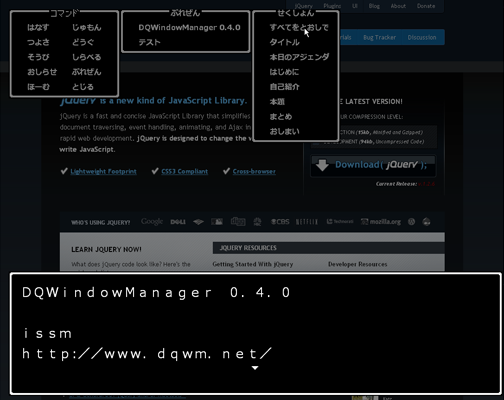 jQuery Plugins UI Blog About Donate
Tutorials Bug Tracker Discussion
コマンド
はなす じゅもん
つよさ どうぐ
そうび しらべる
おしらせ ぷれぜん
ほーむ とじる
ぷれぜん
DQWindowManager 0.4.0
テスト
せくしょん
すべてをとおしで
タイトル
本日のアジェンダ
はじめに
自己紹介
本題
まとめ
おしまい
jQuery is a new kind of JavaScript Library.
jQuery is a fast and concise JavaScript Library that simplifies
document traversing, event handling, animating, and Ajax
rapid web development. jQuery is designed to change the
write JavaScript.
Lightweight Footprint
CSS3 Compliant
Cross-browser
THE LATEST VERSION!
YOUR COMPRESSION LEVEL:
Download( jQuery );
Current Release:
WHO'S USING JQUERY?
Google DELL CBS mozilla.org
LEARN JQUERY NOW!
What does jQuery code look like? Here's the
JQUERY RESOURCES
Getting Started With jQuery
Developer Resources
DQWindowManager 0.4.0
issm
http://www.dqwm.net/